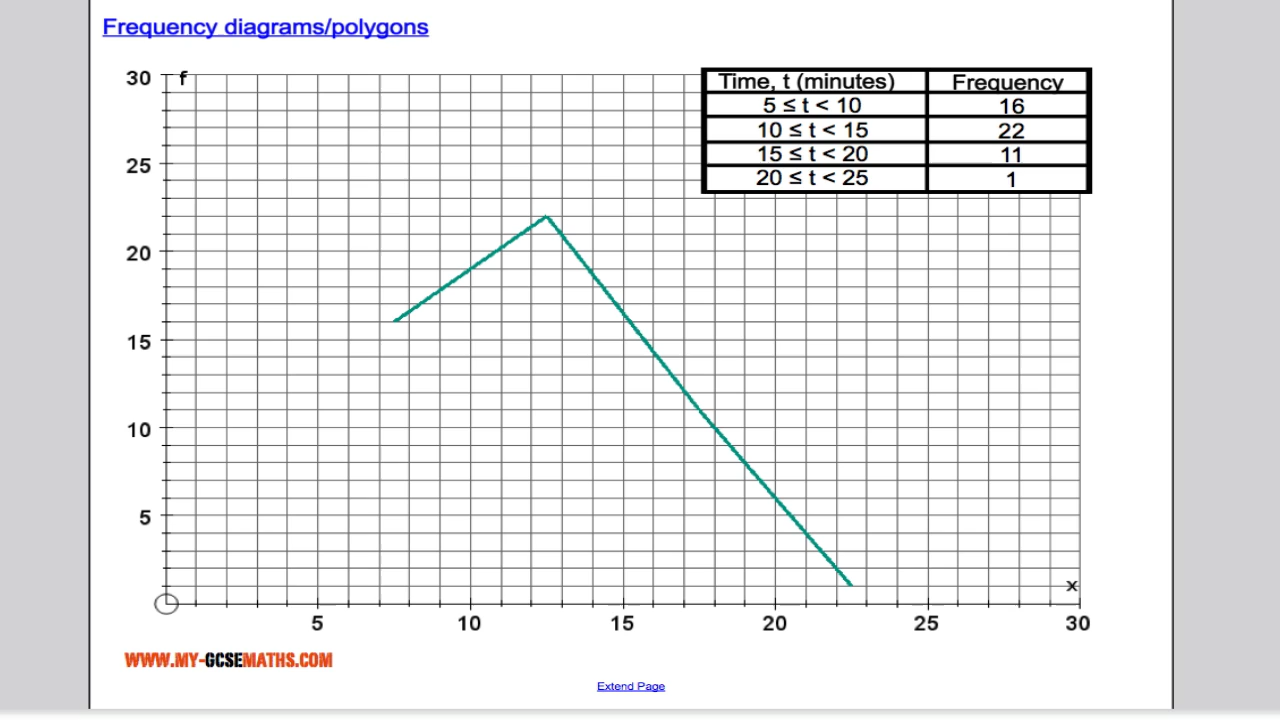 Frequency diagrams/polygons
30
f
25
20
15
10
5
Time, t (minutes) Frequency
5 ≤ t < 10 16
10 ≤ t < 15 22
15 ≤ t < 20 11
20 ≤ t < 25 1
x
5 10 15 20 25 30
WWW.MY-GCSEMATHS.COM
Extend Page